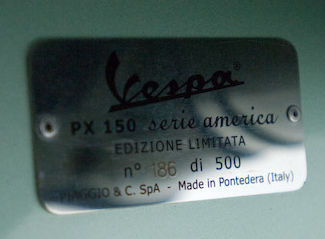 Vespa®
PX 150 serie america
EDIZIONE LIMITATA
n° 186 di 500
PIAGGIO & C. SpA - Made in Pontedera (Italy)